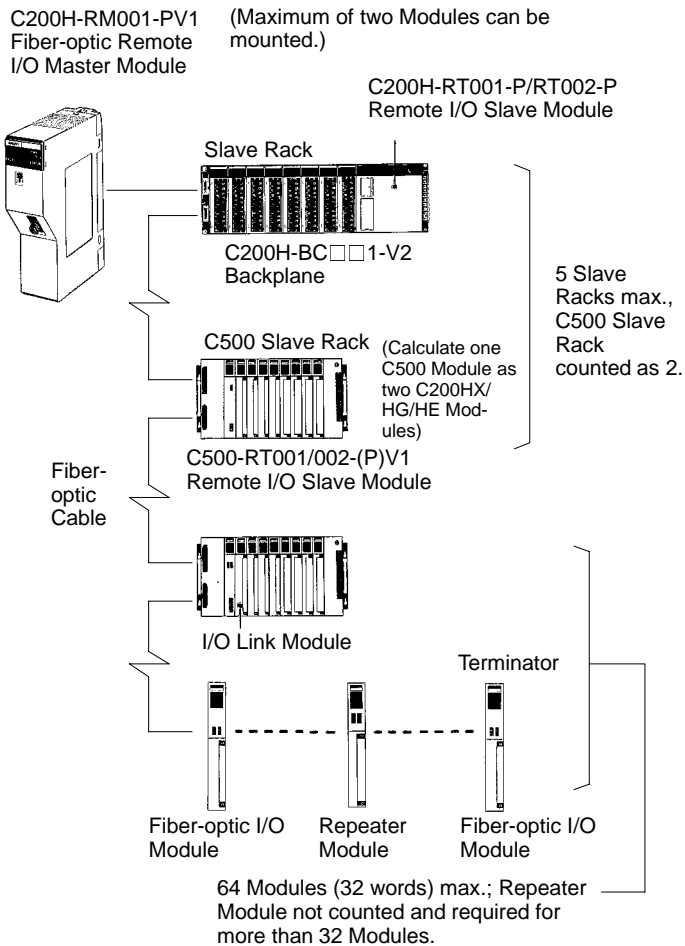 C200H-RM001-PV1
Fiber-optic Remote
I/O Master Module
(Maximum of two Modules can be
mounted.)
C200H-RT001-P/RT002-P
Remote I/O Slave Module
Slave Rack
C200H-BC□□1-V2
Backplane
5 Slave
Racks max.,
C500 Slave
Rack
counted as 2.
C500 Slave Rack
(Calculate one
C500 Module as
two C200HX/
HG/HE Mod-
ules)
C500-RT001/002-(P)V1
Remote I/O Slave Module
Fiber-
optic
Cable
I/O Link Module
Terminator
Fiber-optic I/O
Module
Repeater
Module
Fiber-optic I/O
Module
64 Modules (32 words) max.; Repeater
Module not counted and required for
more than 32 Modules.